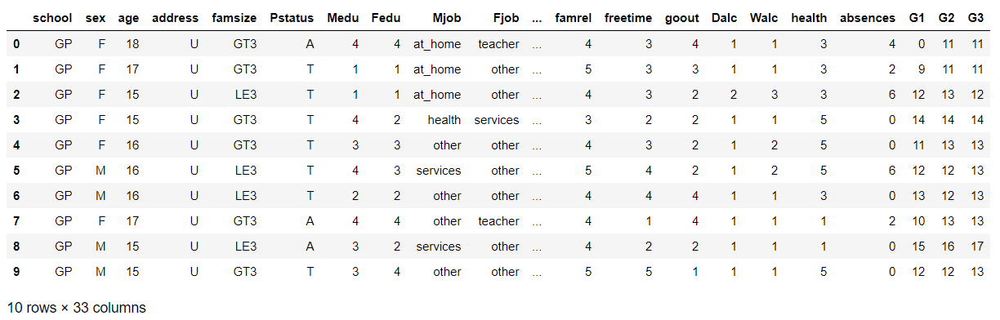 school sex age address famsize Pstatus Medu Fedu Mjob Fjob ... famrel freetime goout Dalc Walc health absences G1 G2 G3
0 GP F 18 U GT3 A 4 4 at_home teacher ... 4 3 4 1 1 3 4 0 11 11
1 GP F 17 U GT3 T 1 1 at_home other ... 5 3 3 1 1 3 2 9 11 11
2 GP F 15 U LE3 T 1 1 at_home other ... 4 3 2 2 3 3 6 12 13 12
3 GP F 15 U GT3 T 4 2 health services ... 3 2 2 1 1 5 0 14 14 14
4 GP F 16 U GT3 T 3 3 other other ... 4 3 2 1 2 5 0 11 13 13
5 GP M 16 U LE3 T 4 3 services other ... 5 4 2 1 2 5 6 12 12 13
6 GP M 16 U LE3 T 2 2 other other ... 4 4 4 1 1 3 0 13 12 13
7 GP F 17 U GT3 A 4 4 other teacher ... 4 1 4 1 1 1 2 10 13 13
8 GP M 15 U LE3 A 3 2 services other ... 4 2 2 1 1 1 0 15 16 17
9 GP M 15 U GT3 T 3 4 other other ... 5 5 1 1 1 5 0 12 12 13
10 rows × 33 columns